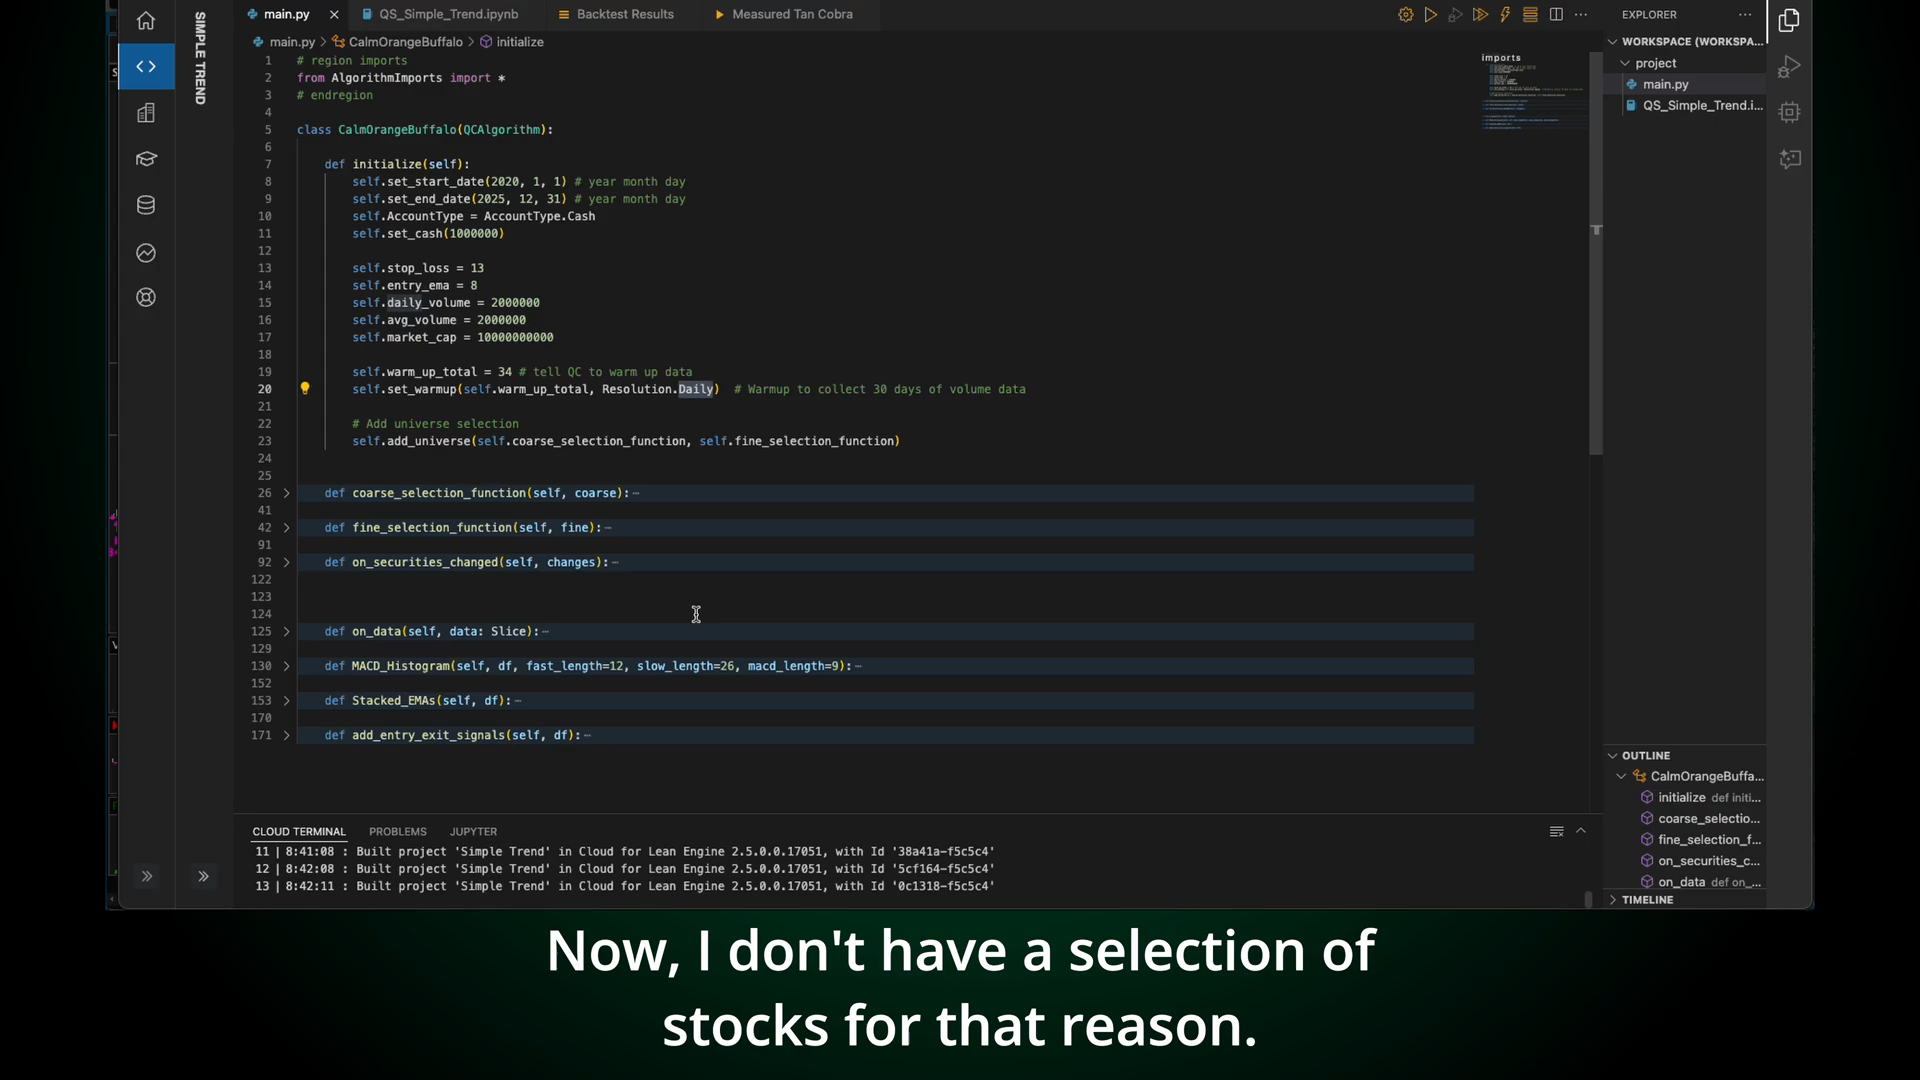 main.py
QS_Simple_Trend.ipynb
Backtest Results
Measured Tan Cobra
EXPLORER
SIMPLE TREND
main.py > CalmOrangeBuffalo > initialize
1 # region imports
2 from AlgorithmImports import *
3 # endregion
4
5 class CalmOrangeBuffalo(QCAlgorithm):
6
7 def initialize(self):
8 self.set_start_date(2020, 1, 1) # year month day
9 self.set_end_date(2025, 12, 31) # year month day
10 self.AccountType = AccountType.Cash
11 self.set_cash(1000000)
12
13 self.stop_loss = 13
14 self.entry_ema = 8
15 self.daily_volume = 2000000
16 self.avg_volume = 2000000
17 self.market_cap = 10000000000
18
19 self.warm_up_total = 34 # tell QC to warm up data
20 self.set_warmup(self.warm_up_total, Resolution.Daily)  # Warmup to collect 30 days of volume data
21
22 # Add universe selection
23 self.add_universe(self.coarse_selection_function, self.fine_selection_function)
24
25
26 def coarse_selection_function(self, coarse):
41
42 def fine_selection_function(self, fine):
91
92 def on_securities_changed(self, changes):
122
123
124
125 def on_data(self, data: Slice):
129
130 def MACD_Histogram(self, df, fast_length=12, slow_length=26, macd_length=9):
152
153 def Stacked_EMAs(self, df):
170
171 def add_entry_exit_signals(self, df):
imports
WORKSPACE (WORKSPA...
project
main.py
QS_Simple_Trend.i...
OUTLINE
CalmOrangeBuffa...
initialize def initi...
coarse_selectio...
fine_selection_f...
on_securities_c...
on_data def on_...
TIMELINE
CLOUD TERMINAL
PROBLEMS
JUPYTER
11 | 8:41:08 : Built project 'Simple Trend' in Cloud for Lean Engine 2.5.0.0.17051, with Id '38a41a-f5c5c4'
12 | 8:42:08 : Built project 'Simple Trend' in Cloud for Lean Engine 2.5.0.0.17051, with Id '5cf164-f5c5c4'
13 | 8:42:11 : Built project 'Simple Trend' in Cloud for Lean Engine 2.5.0.0.17051, with Id '0c1318-f5c5c4'
Now, I don't have a selection of
stocks for that reason.